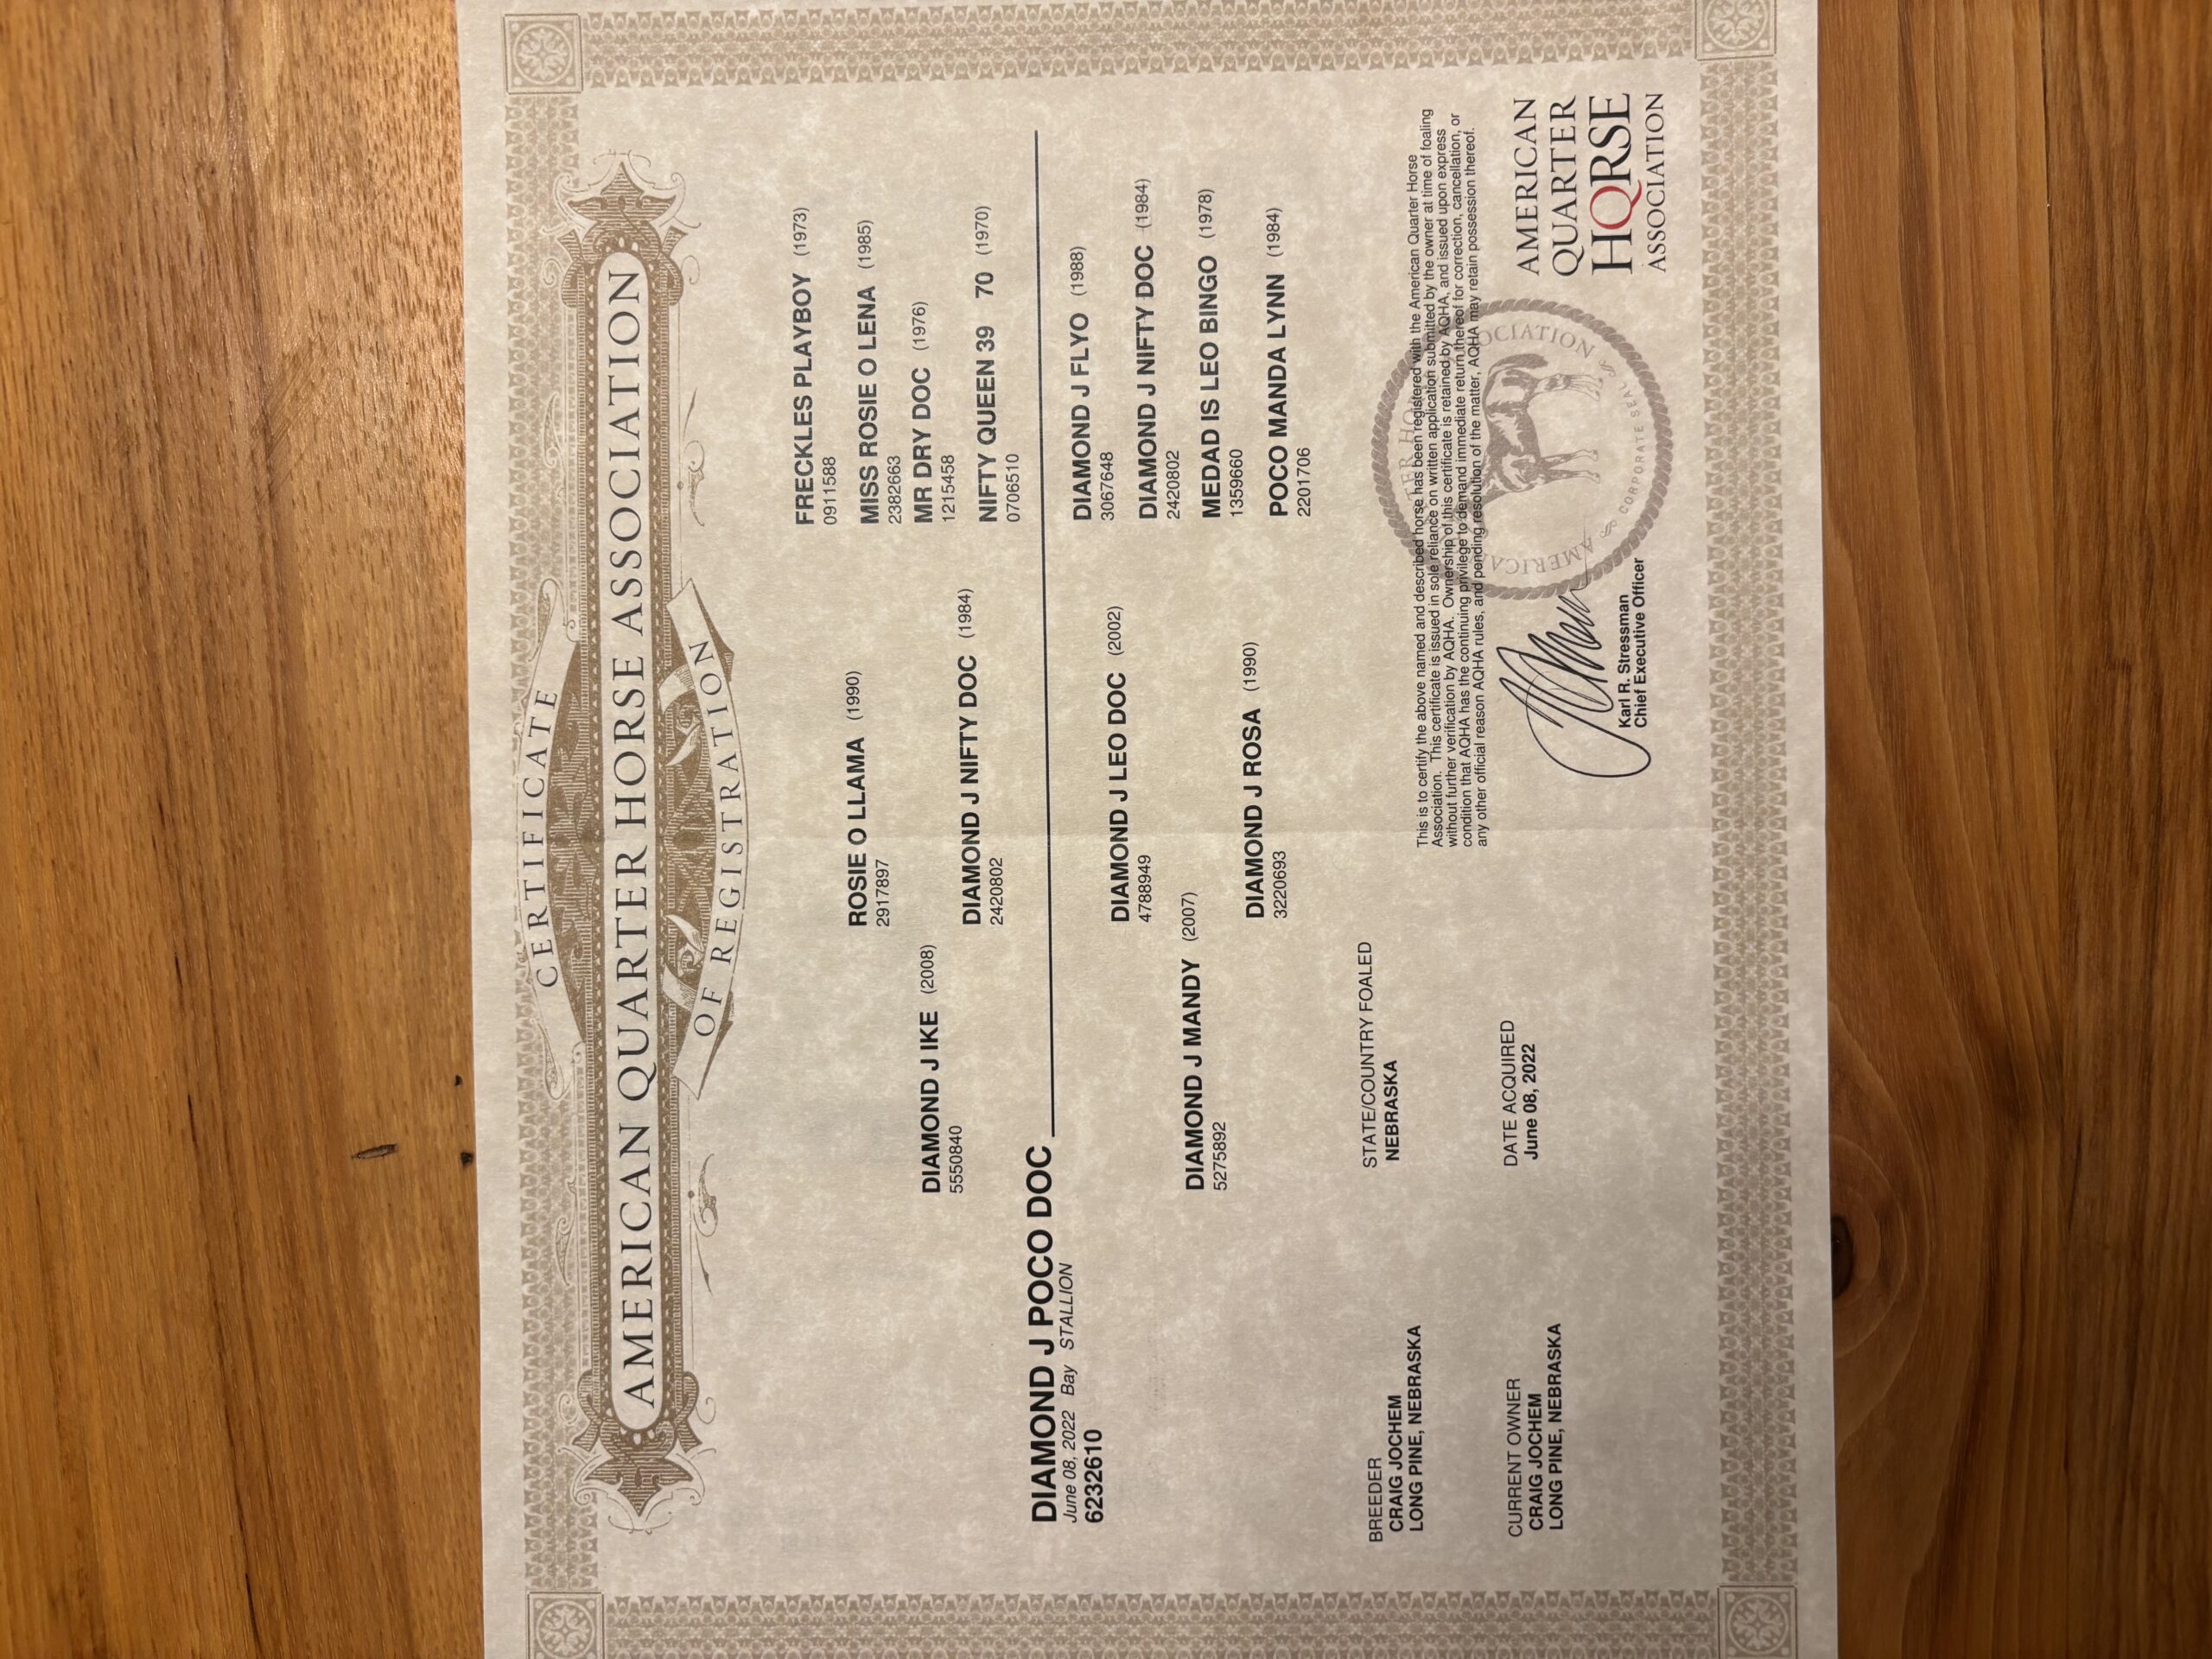 CERTIFICATE
AMERICAN QUARTER HORSE ASSOCIATION
OF REGISTRATION
FRECKLES PLAYBOY (1973)
0911588
ROSIE O LLAMA (1990)
2917897
MISS ROSIE O LENA (1985)
2382663
DIAMOND J IKE (2008)
5550840
MR DRY DOC (1976)
1215458
DIAMOND J NIFTY DOC (1984)
2420802
NIFTY QUEEN 39 70 (1970)
0706510
DIAMOND J POCO DOC
June 08, 2022 Bay STALLION
6232610
DIAMOND J FLYO (1988)
3067648
DIAMOND J LEO DOC (2002)
4788949
DIAMOND J NIFTY DOC (1984)
2420802
DIAMOND J MANDY (2007)
5275892
MEDAD IS LEO BINGO (1978)
1359660
DIAMOND J ROSA (1990)
3220693
POCO MANDA LYNN (1984)
2201706
BREEDER
CRAIG JOCHEM
LONG PINE, NEBRASKA
STATE/COUNTRY FOALED
NEBRASKA
CURRENT OWNER
CRAIG JOCHEM
LONG PINE, NEBRASKA
DATE ACQUIRED
June 08, 2022
This is to certify the above named and described horse has been registered with the American Quarter Horse
Association. This certificate is issued in sole reliance on written application submitted by the owner at time of foaling
without further verification by AQHA. Ownership of this certificate is retained by AQHA, and issued upon express
condition that AQHA has the continuing privilege to demand immediate return thereof for correction, cancellation, or
any other official reason AQHA rules, and pending resolution of the matter, AQHA may retain possession thereof.
Karl R. Stressman
Chief Executive Officer
AMERICAN
CORPORATE SEAL
AMERICAN
QUARTER
HQRSE
ASSOCIATION